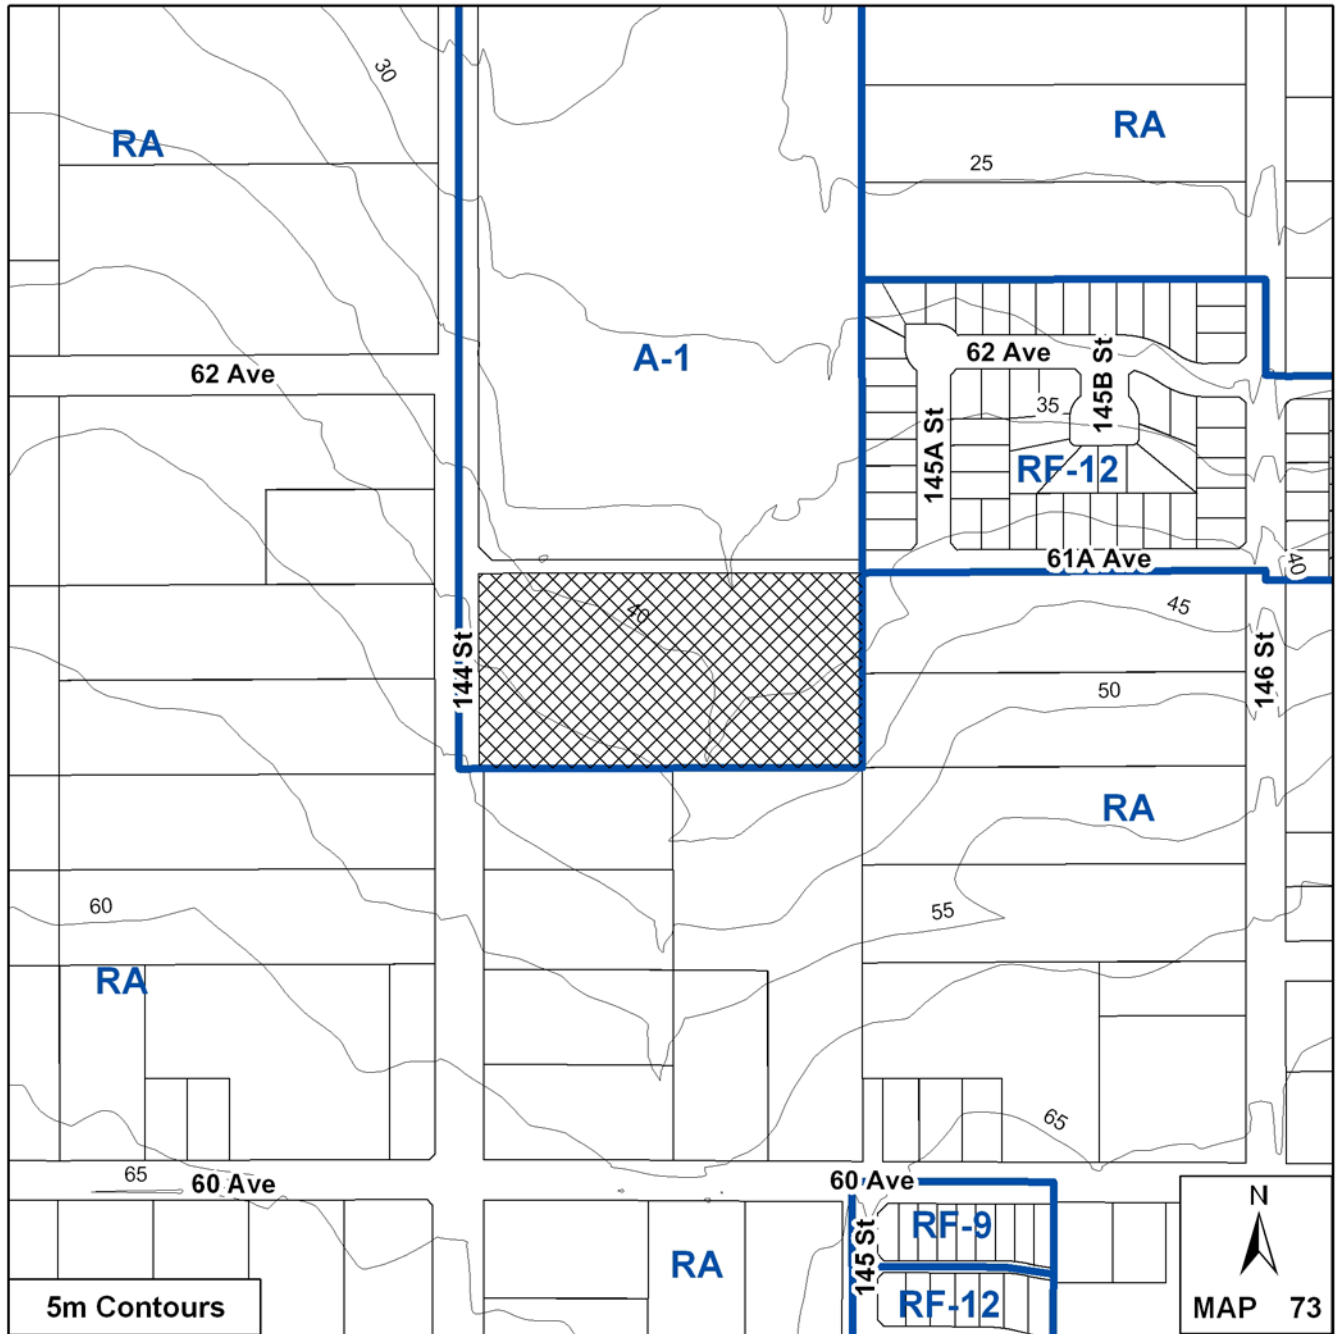 30
RA
RA
25
A-1
62 Ave
62 Ave
145B St
35
145A St
RF-12
61A Ave
40
40
45
144 St
146 St
50
RA
60
55
RA
65
65
60 Ave
60 Ave
N
RF-9
145 St
RA
RF-12
5m Contours
MAP 73